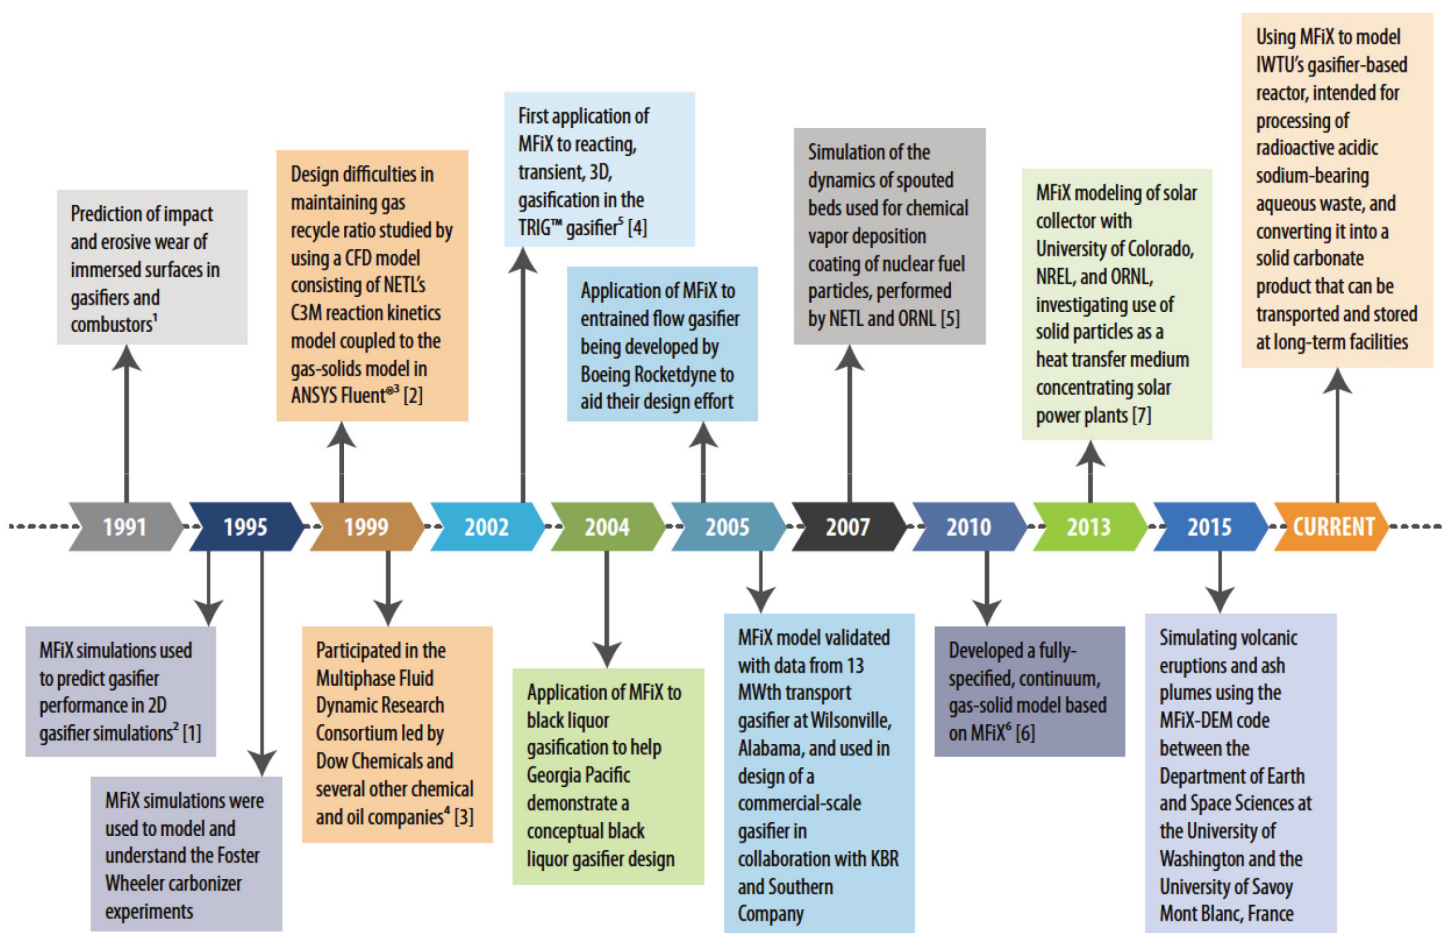 Prediction of impact
and erosive wear of
immersed surfaces in
gasifiers and
combustors¹
Design difficulties in
maintaining gas
recycle ratio studied by
using a CFD model
consisting of NETL's
C3M reaction kinetics
model coupled to the
gas-solids model in
ANSYS Fluent®³ [2]
First application of
MFiX to reacting,
transient, 3D,
gasification in the
TRIG™ gasifier⁵ [4]
Application of MFiX to
entrained flow gasifier
being developed by
Boeing Rocketdyne to
aid their design effort
Simulation of the
dynamics of spouted
beds used for chemical
vapor deposition
coating of nuclear fuel
particles, performed
by NETL and ORNL [5]
MFiX modeling of solar
collector with
University of Colorado,
NREL, and ORNL,
investigating use of
solid particles as a
heat transfer medium
concentrating solar
power plants [7]
Using MFiX to model
IWTU's gasifier-based
reactor, intended for
processing of
radioactive acidic
sodium-bearing
aqueous waste, and
converting it into a
solid carbonate
product that can be
transported and stored
at long-term facilities
1991
1995
1999
2002
2004
2005
2007
2010
2013
2015
CURRENT
MFiX simulations used
to predict gasifier
performance in 2D
gasifier simulations² [1]
MFiX simulations were
used to model and
understand the Foster
Wheeler carbonizer
experiments
Participated in the
Multiphase Fluid
Dynamic Research
Consortium led by
Dow Chemicals and
several other chemical
and oil companies⁴ [3]
Application of MFiX to
black liquor
gasification to help
Georgia Pacific
demonstrate a
conceptual black
liquor gasifier design
MFiX model validated
with data from 13
MWth transport
gasifier at Wilsonville,
Alabama, and used in
design of a
commercial-scale
gasifier in
collaboration with KBR
and Southern
Company
Developed a fully-
specified, continuum,
gas-solid model based
on MFiX⁶ [6]
Simulating volcanic
eruptions and ash
plumes using the
MFiX-DEM code
between the
Department of Earth
and Space Sciences at
the University of
Washington and the
University of Savoy
Mont Blanc, France